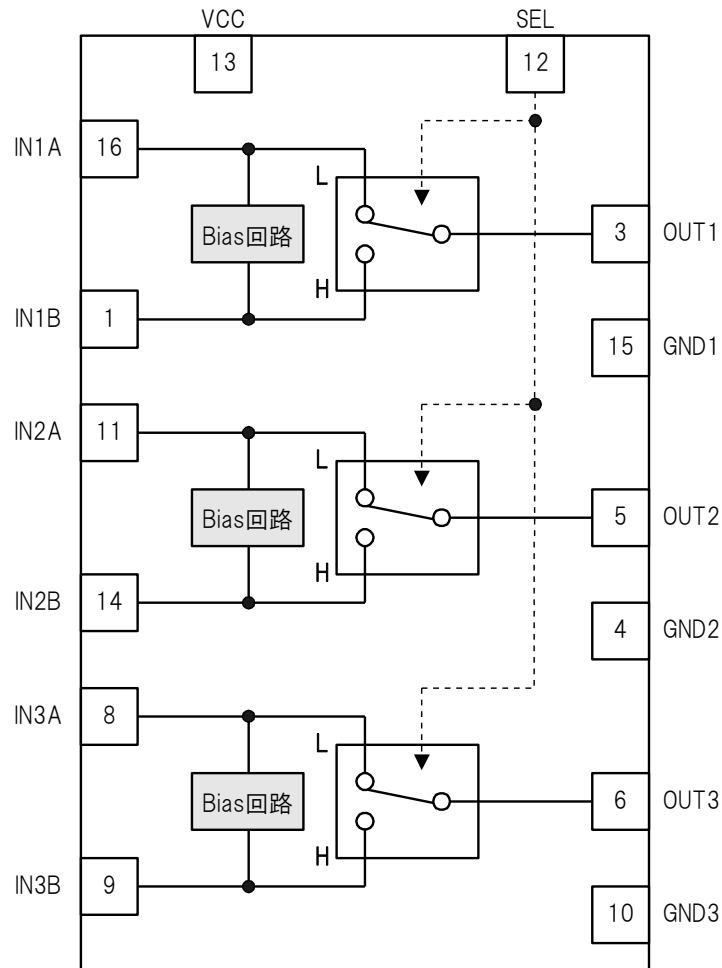 VCC
SEL
13
12
IN1A
16
L
Bias回路
3
OUT1
H
IN1B
1
15
GND1
IN2A
11
L
Bias回路
5
OUT2
H
IN2B
14
4
GND2
IN3A
8
L
Bias回路
6
OUT3
H
IN3B
9
10
GND3